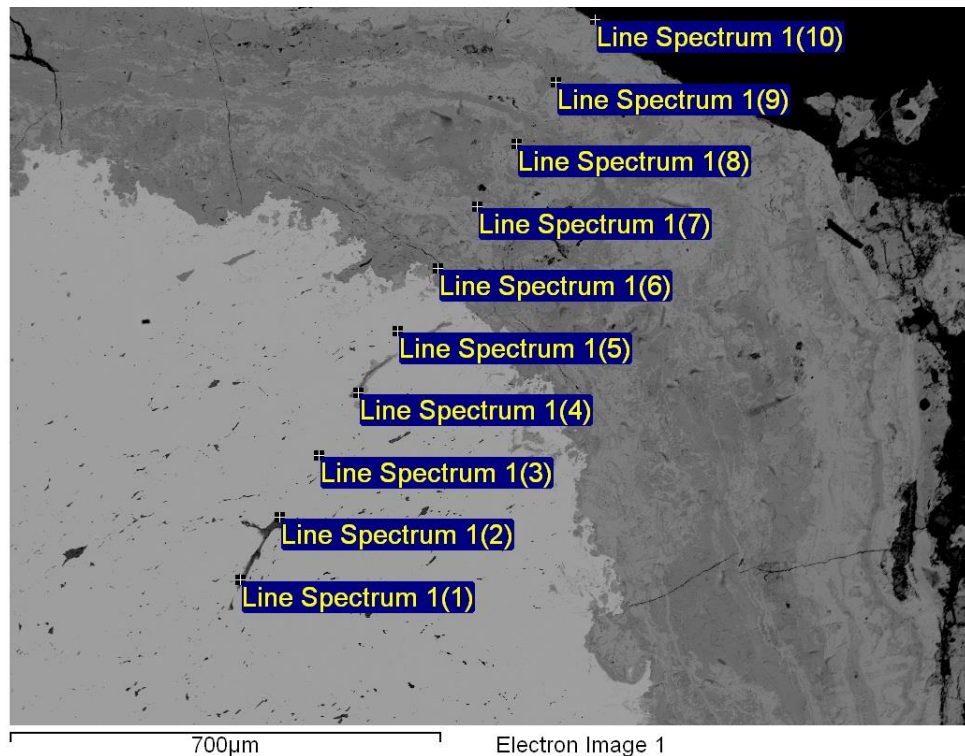 Line Spectrum 1(10)
Line Spectrum 1(9)
Line Spectrum 1(8)
Line Spectrum 1(7)
Line Spectrum 1(6)
Line Spectrum 1(5)
Line Spectrum 1(4)
Line Spectrum 1(3)
Line Spectrum 1(2)
Line Spectrum 1(1)
700µm Electron Image 1